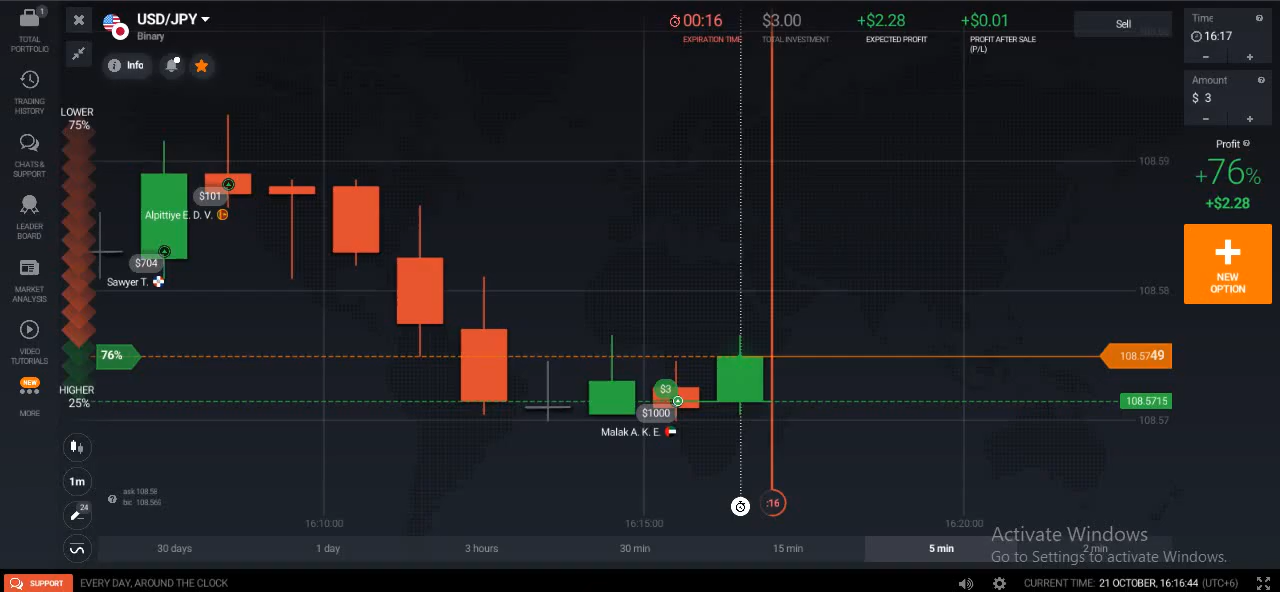 1
TOTAL
PORTFOLIO
TRADING
HISTORY
CHATS &
SUPPORT
LEADER
BOARD
MARKET
ANALYSIS
VIDEO
TUTORIALS
NEW
MORE
USD/JPY
Binary
Info
00:16
EXPIRATION TIME
$3.00
TOTAL INVESTMENT
+$2.28
EXPECTED PROFIT
+$0.01
PROFIT AFTER SALE
(P/L)
Sell
Time
16:17
Amount
$ 3
Profit
+76%
+$2.28
NEW
OPTION
LOWER
75%
76%
HIGHER
25%
$101
Alpittiye E. D. V.
$704
Sawyer T.
$3
$1000
Malak A. K. E.
108.59
108.58
108.5749
108.5715
108.57
1m
24
ask 108.58
:16
16:10:00
16:15:00
16:20:00
30 days
1 day
3 hours
30 min
15 min
5 min
2 min
Activate Windows
Go to Settings to activate Windows.
SUPPORT
EVERY DAY, AROUND THE CLOCK
CURRENT TIME: 21 OCTOBER, 16:16:44 (UTC+6)